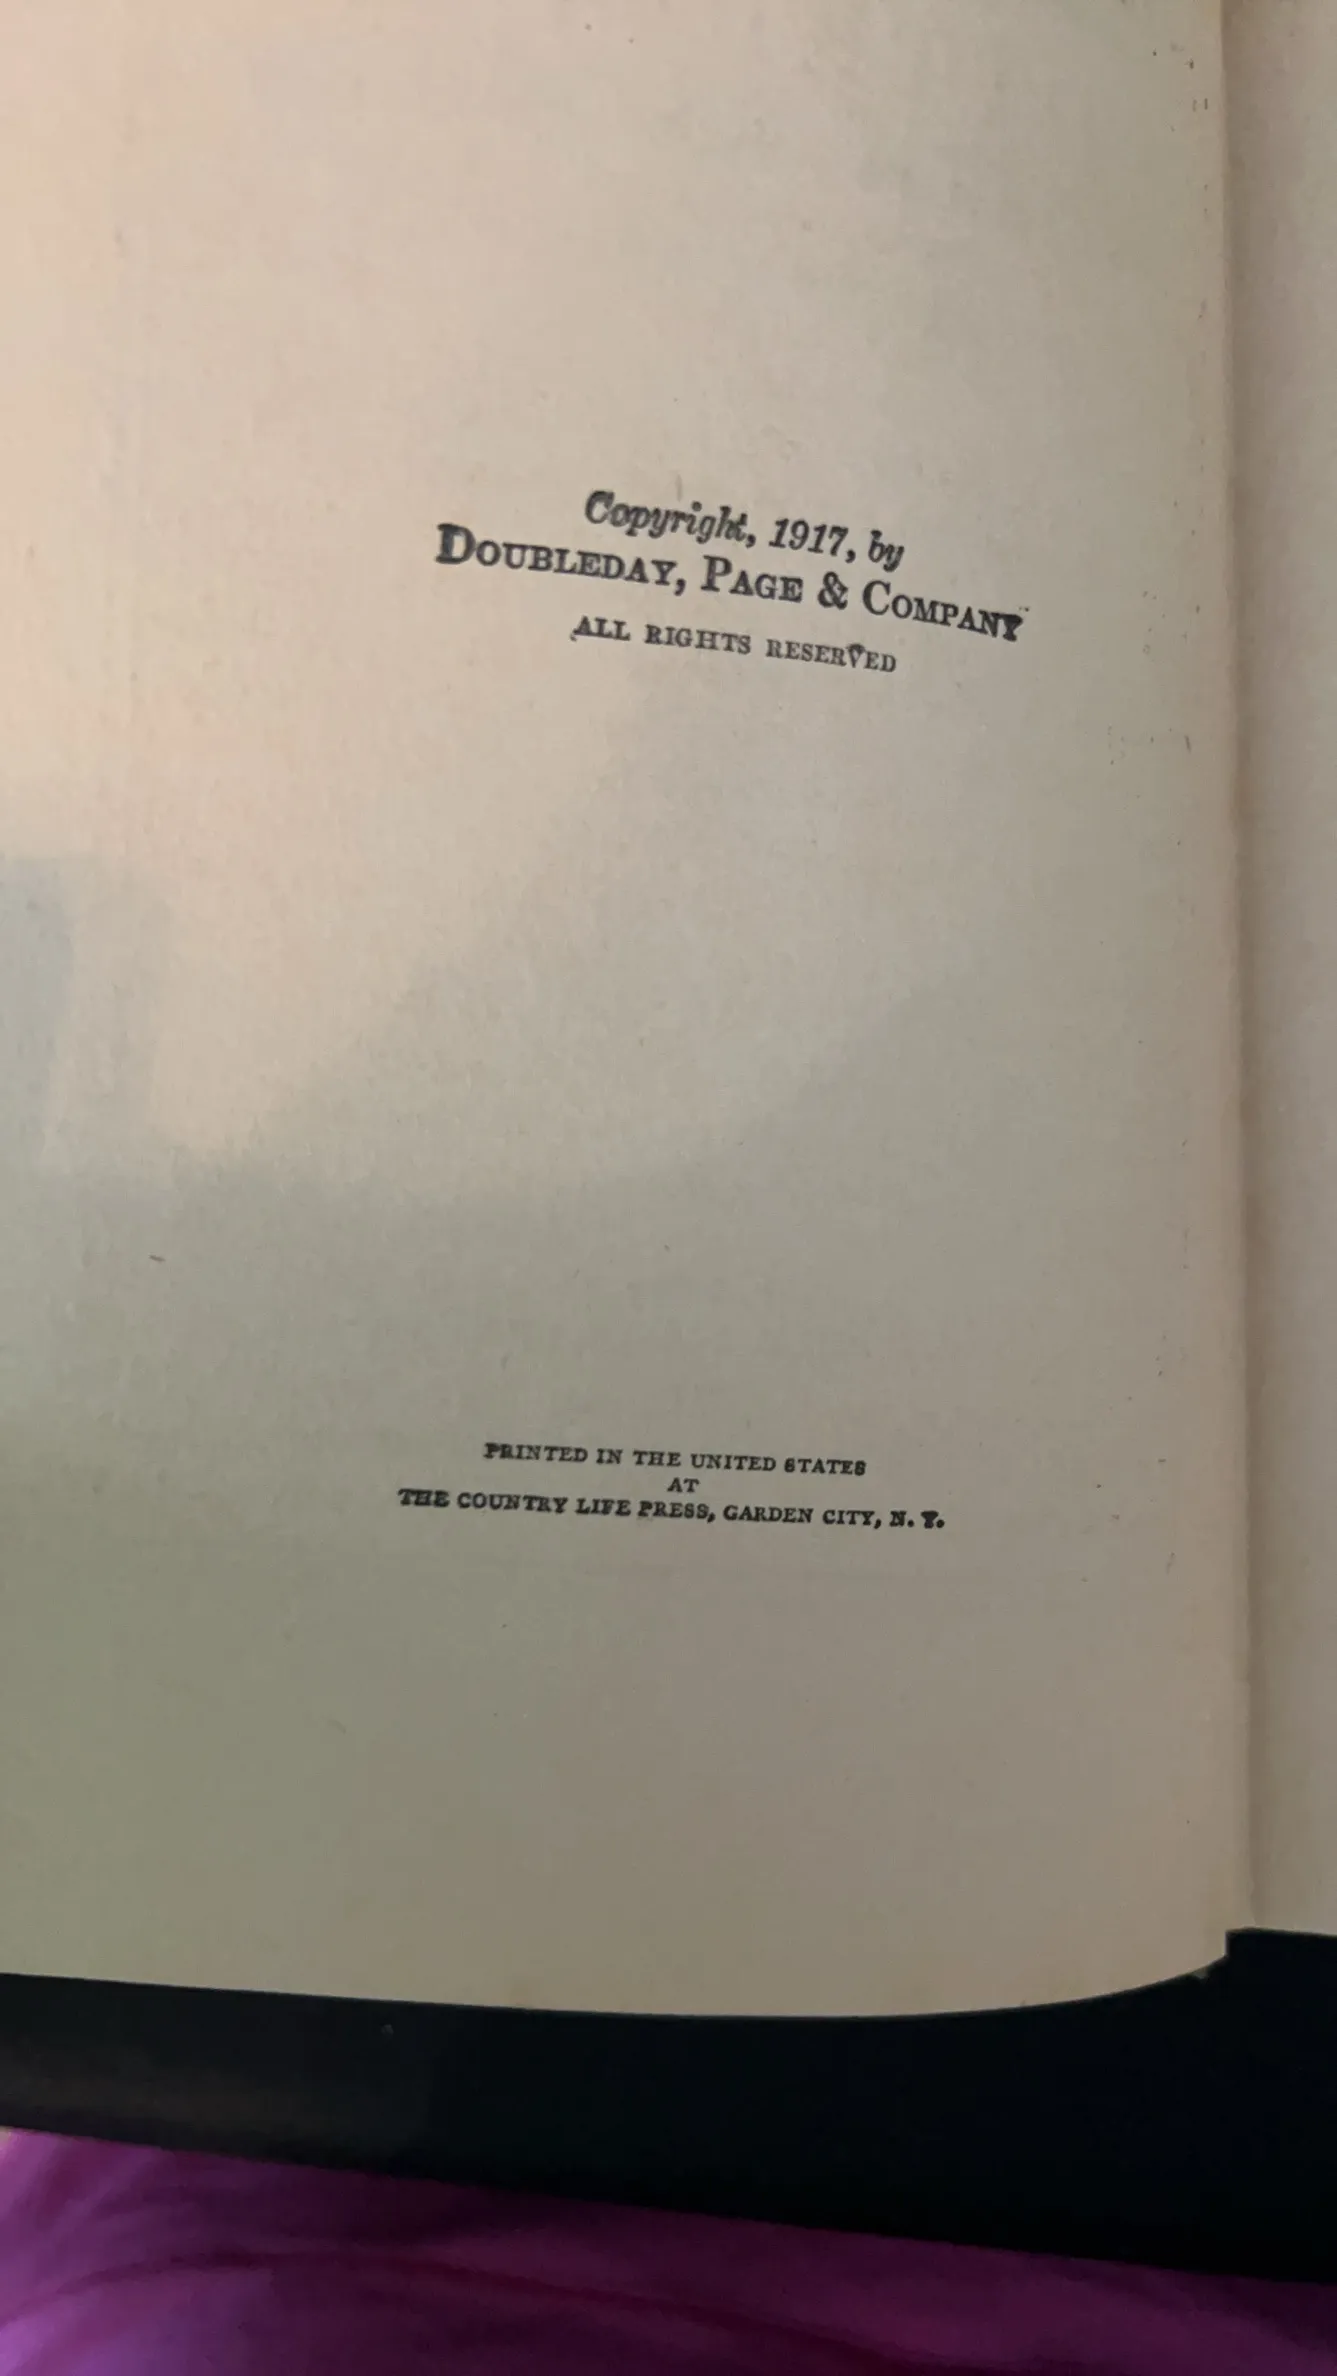 Copyright, 1917, by
DOUBLEDAY, PAGE & COMPANY
ALL RIGHTS RESERVED
PRINTED IN THE UNITED STATES
AT
THE COUNTRY LIFE PRESS, GARDEN CITY, N. Y.